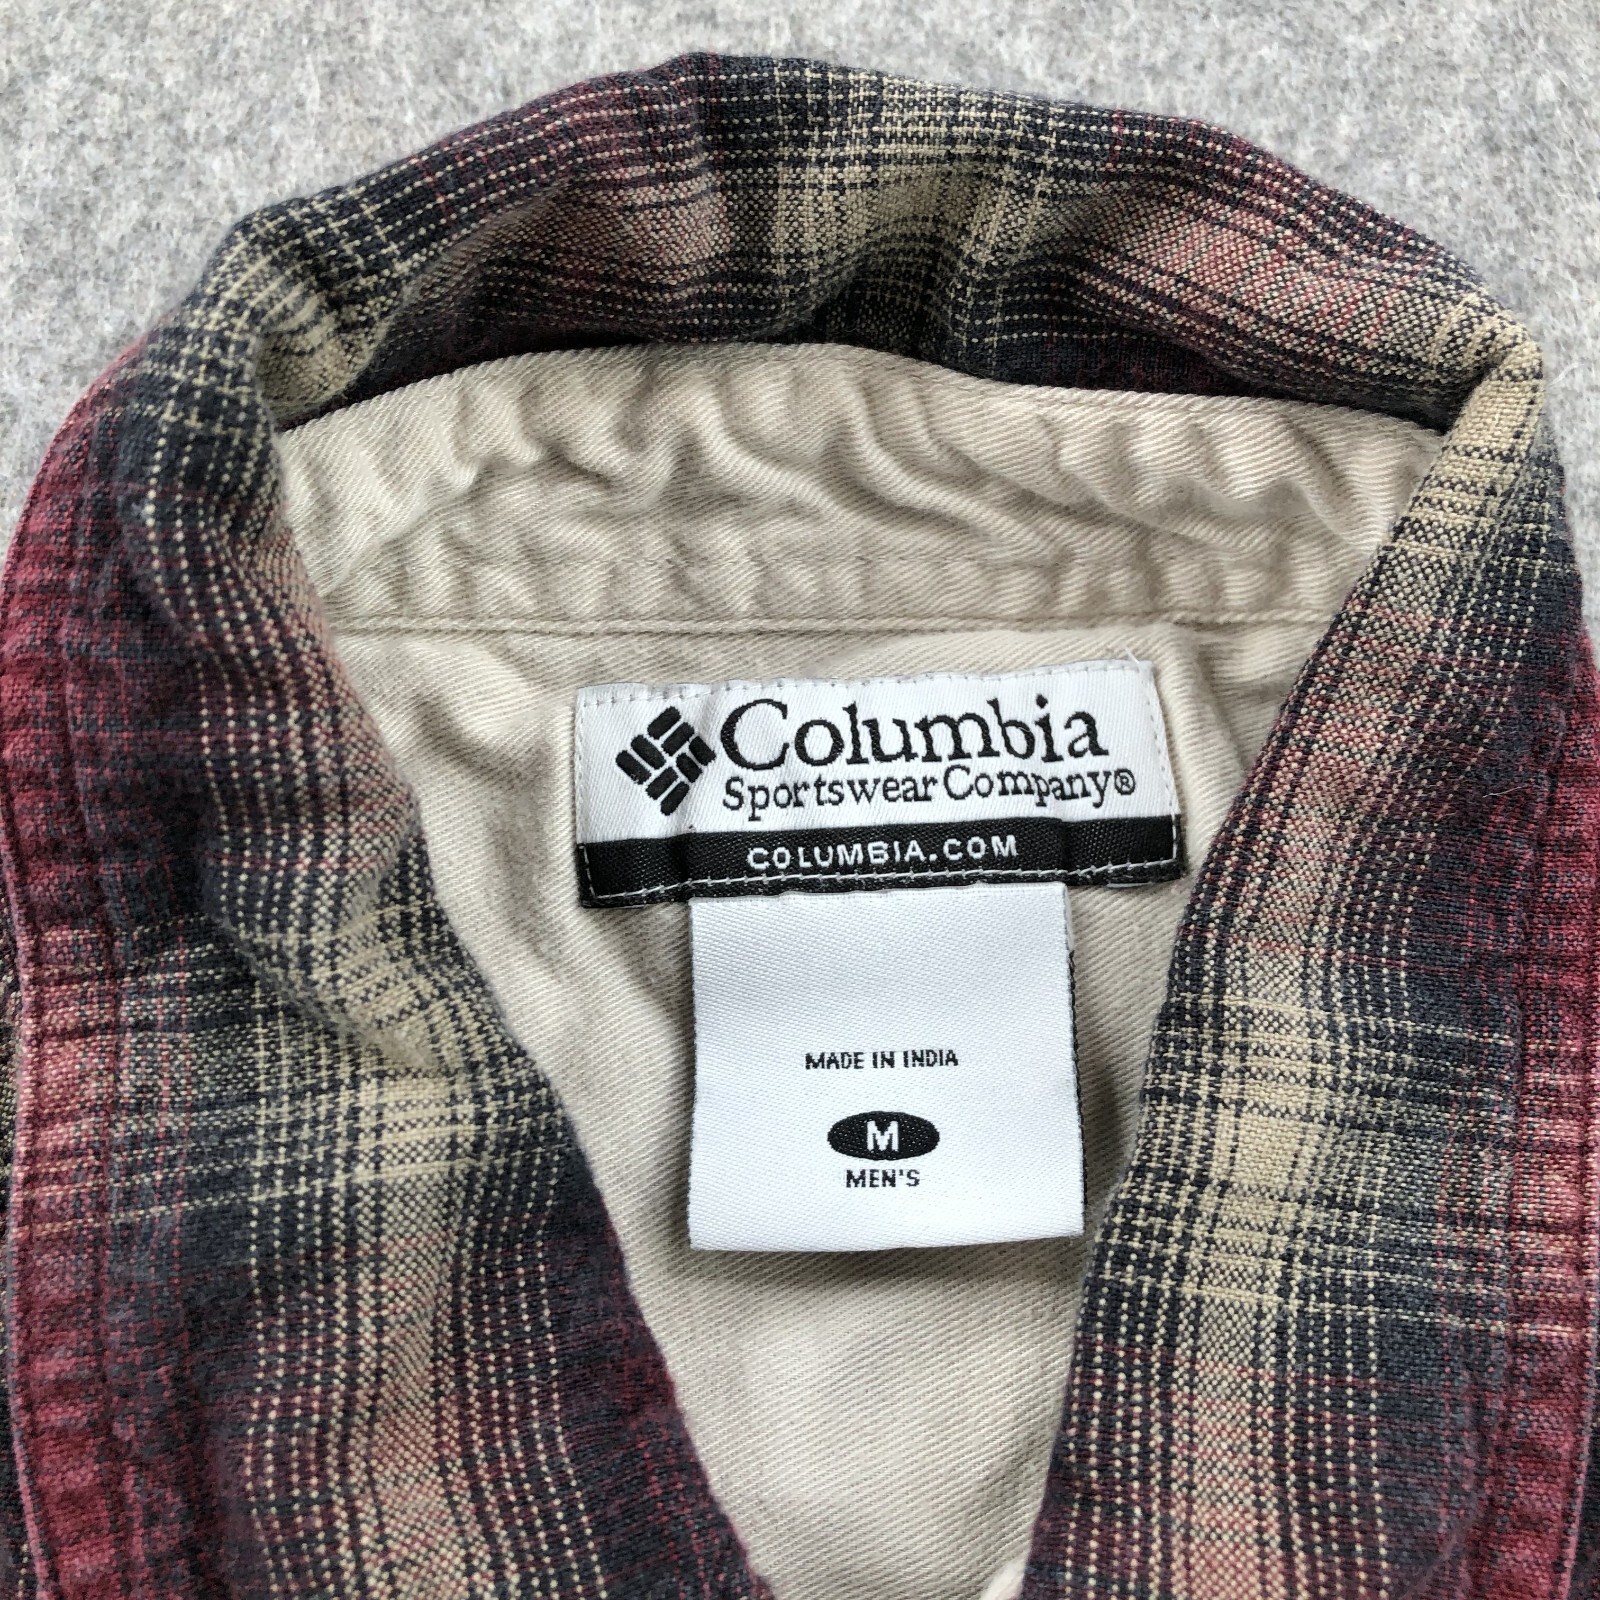 Columbia
Sportswear Company®
COLUMBIA.COM
MADE IN INDIA
M
MEN'S